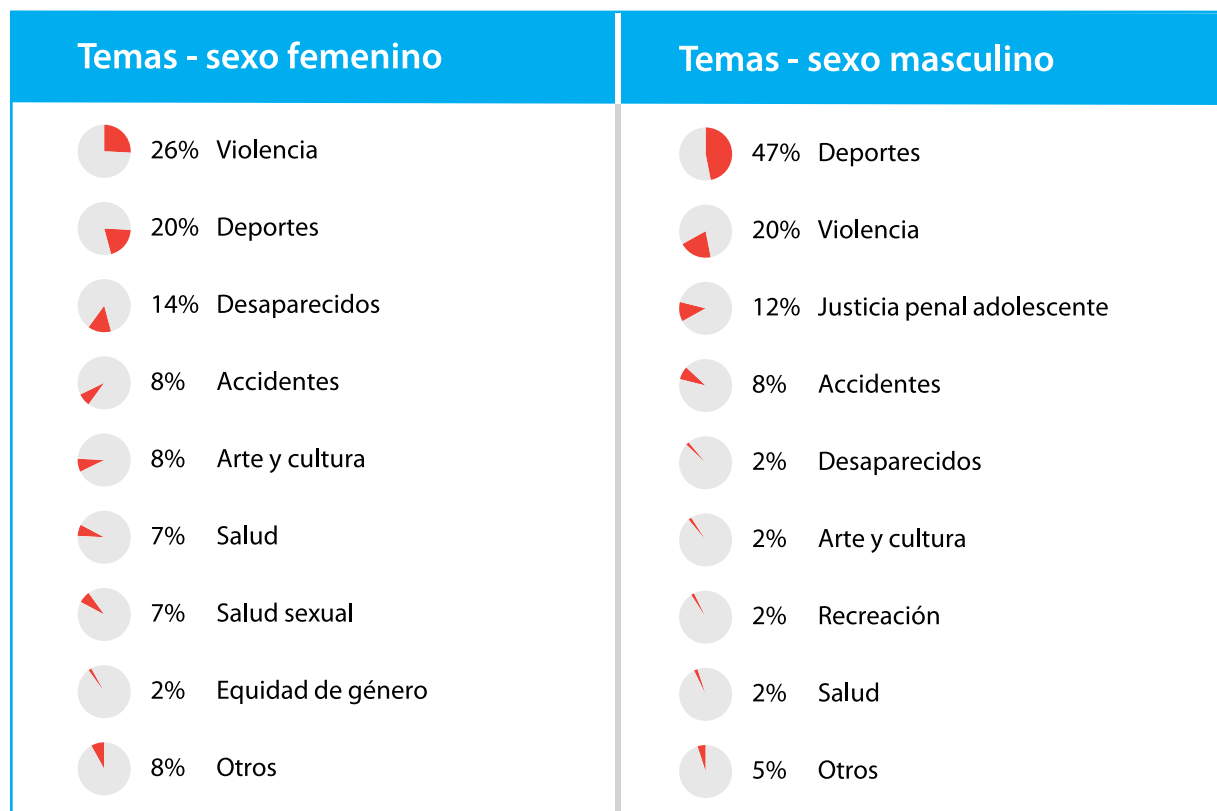 Temas - sexo femenino
26% Violencia
20% Deportes
14% Desaparecidos
8% Accidentes
8% Arte y cultura
7% Salud
7% Salud sexual
2% Equidad de género
8% Otros
Temas - sexo masculino
47% Deportes
20% Violencia
12% Justicia penal adolescente
8% Accidentes
2% Desaparecidos
2% Arte y cultura
2% Recreación
2% Salud
5% Otros